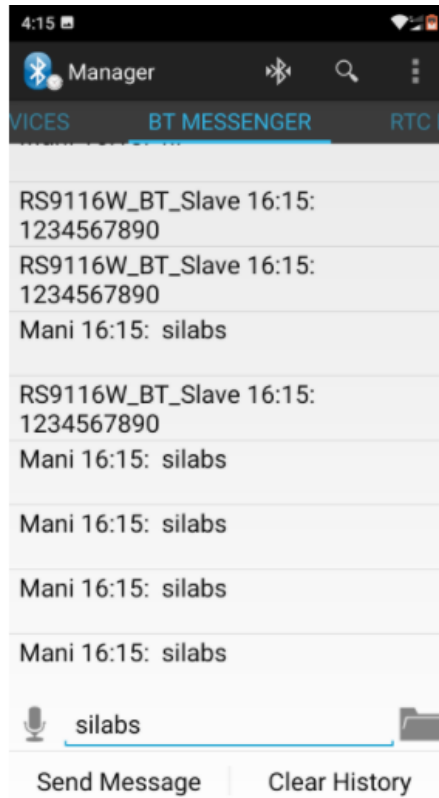 4:15
Manager
VICES BT MESSENGER RTC
RS9116W_BT_Slave 16:15:
1234567890
RS9116W_BT_Slave 16:15:
1234567890
Mani 16:15: silabs
RS9116W_BT_Slave 16:15:
1234567890
Mani 16:15: silabs
Mani 16:15: silabs
Mani 16:15: silabs
Mani 16:15: silabs
silabs
Send Message Clear History